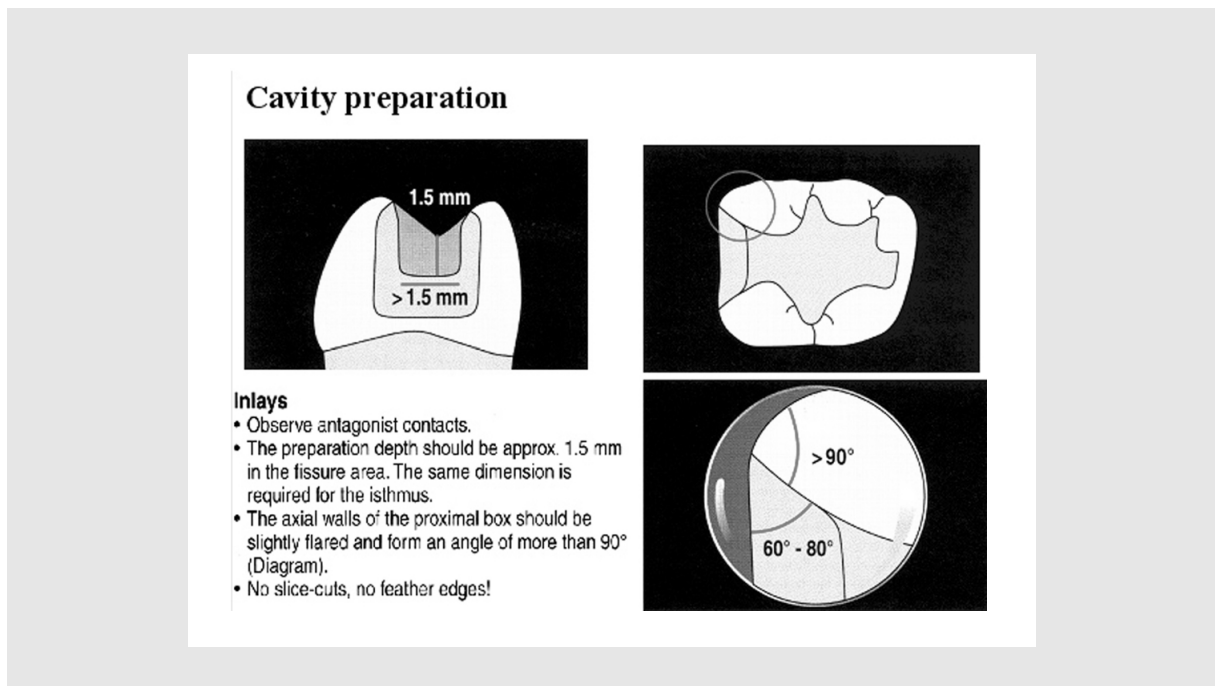 Cavity preparation
1.5 mm
> 1.5 mm
Inlays
• Observe antagonist contacts.
• The preparation depth should be approx. 1.5 mm
in the fissure area. The same dimension is
required for the isthmus.
• The axial walls of the proximal box should be
slightly flared and form an angle of more than 90°
(Diagram).
• No slice-cuts, no feather edges!
>90°
60° - 80°